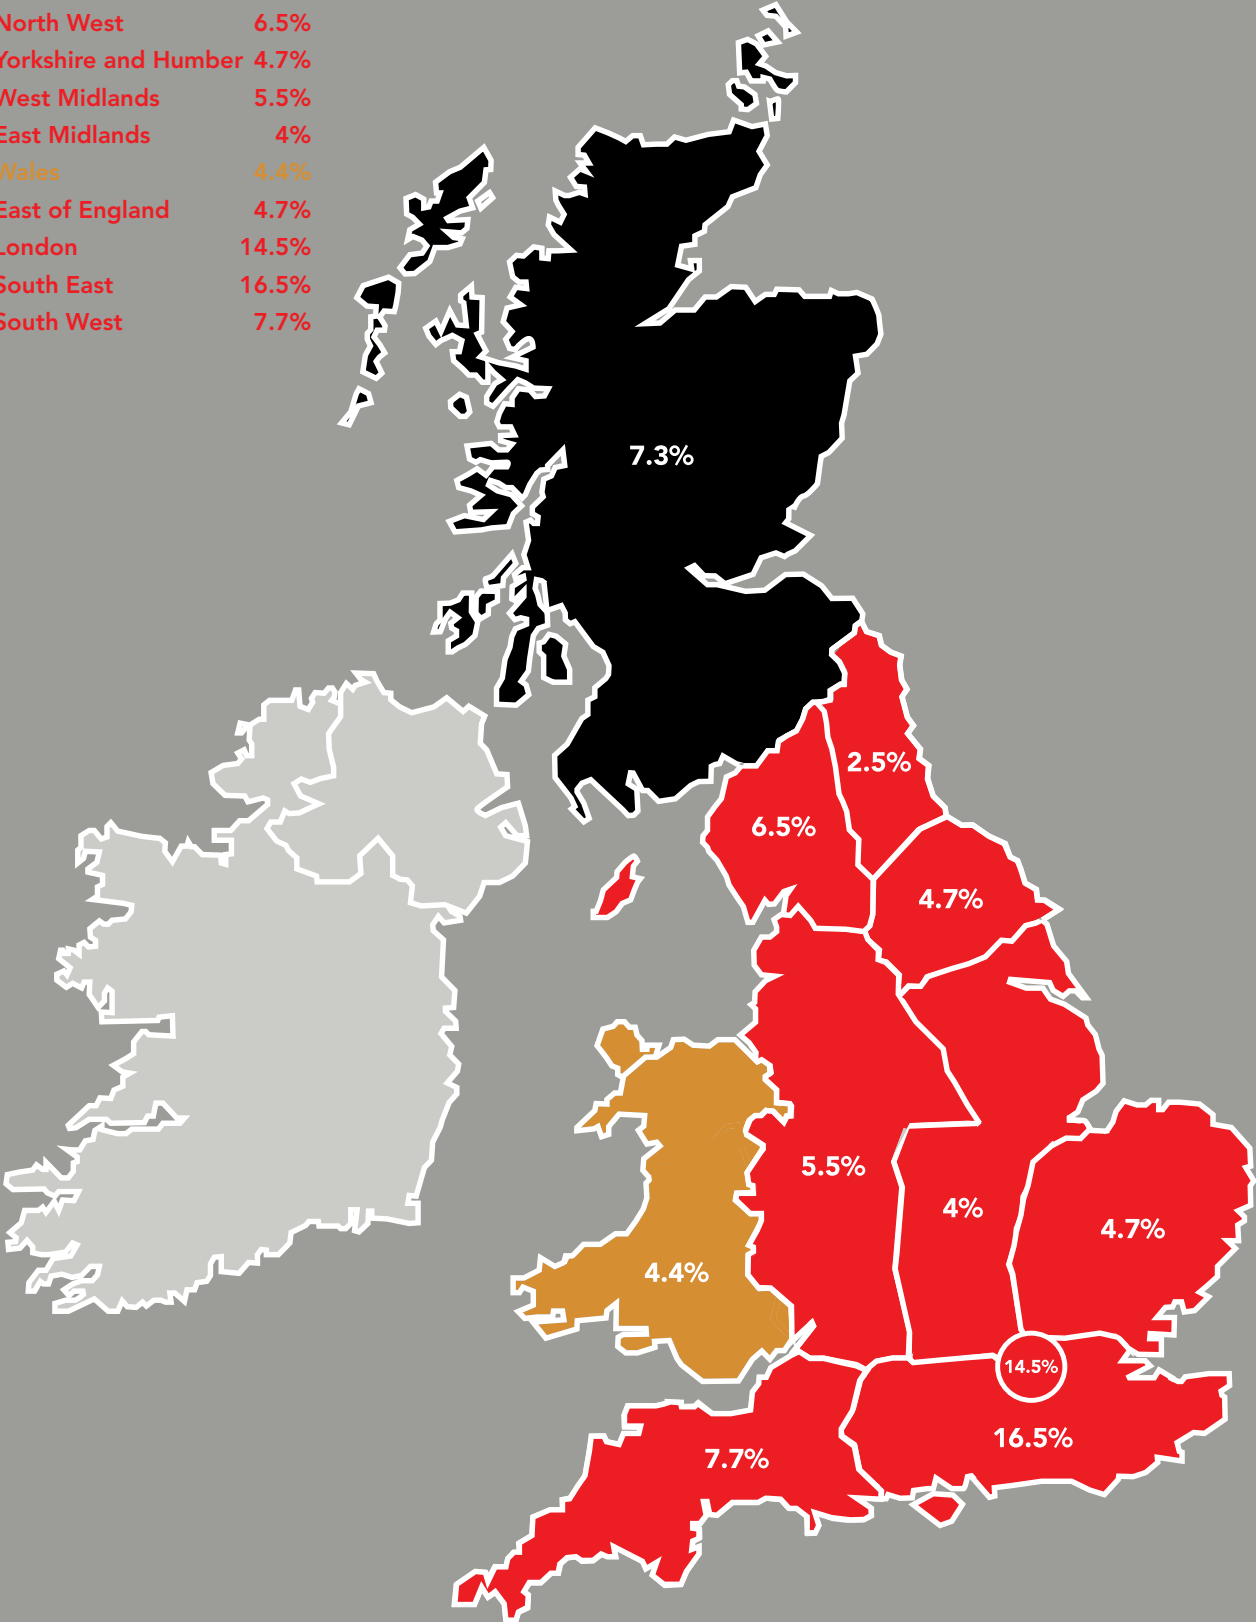 North West 6.5%
Yorkshire and Humber 4.7%
West Midlands 5.5%
East Midlands 4%
Wales 4.4%
East of England 4.7%
London 14.5%
South East 16.5%
South West 7.7%
7.3%
2.5%
6.5%
4.7%
5.5%
4%
4.7%
4.4%
14.5%
16.5%
7.7%